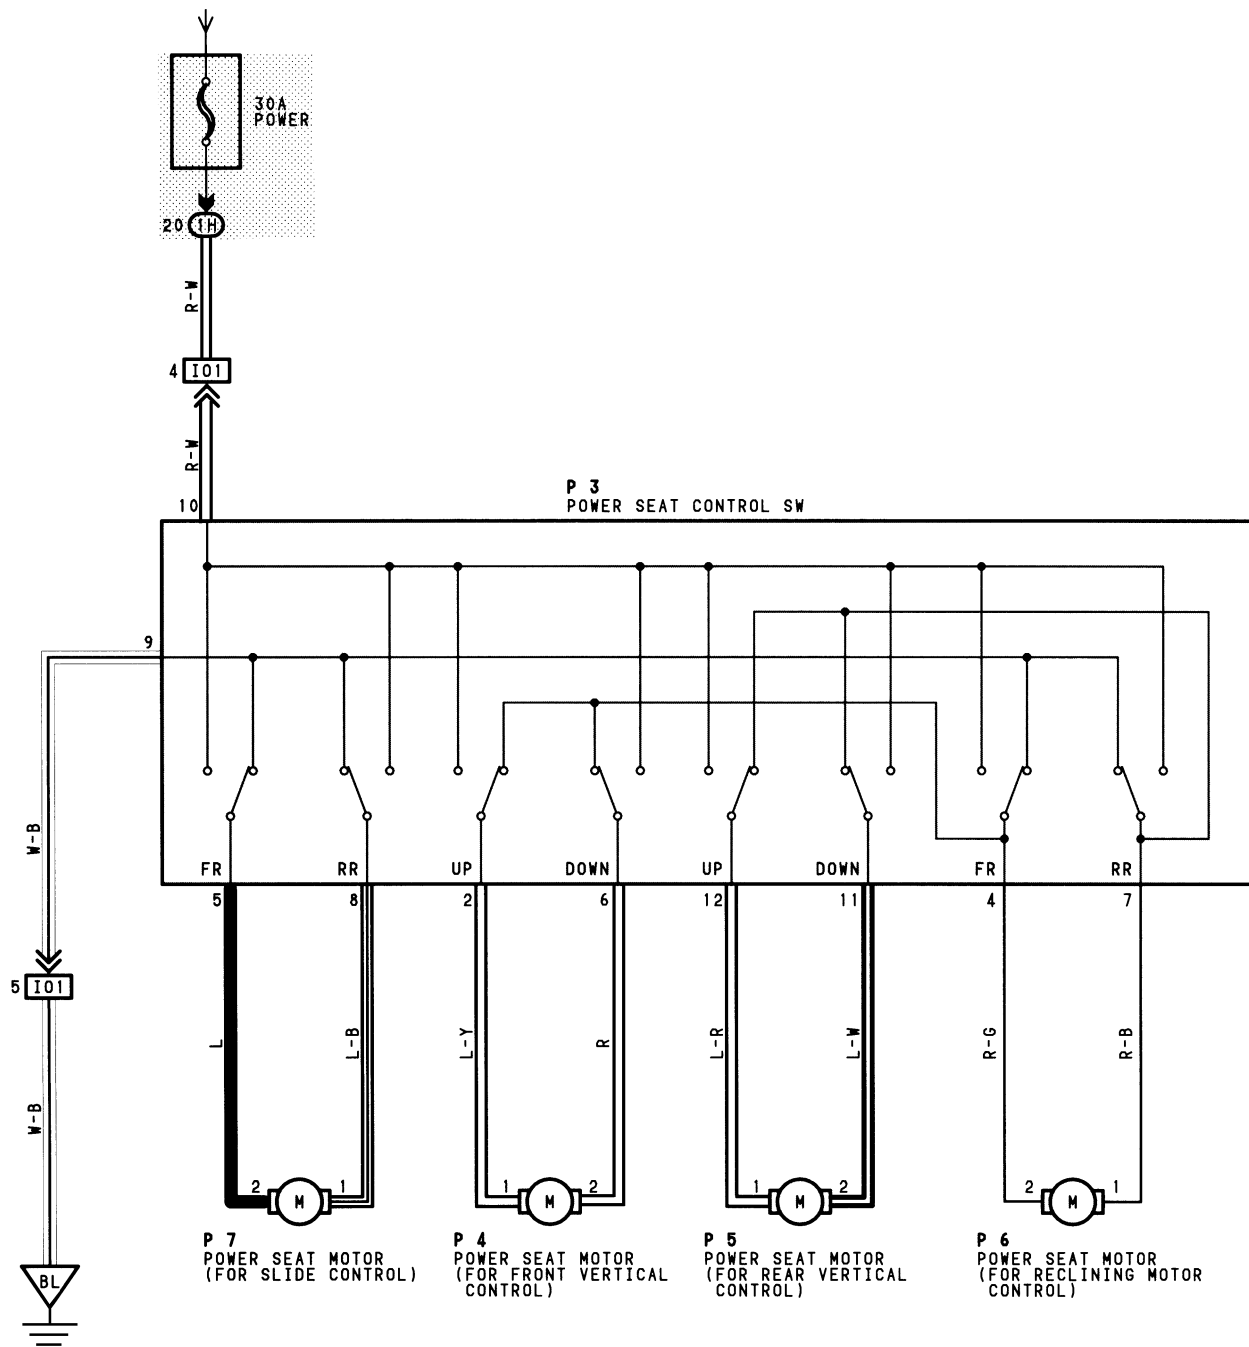 30A
POWER
20 1H
R-W
4 IO1
R-W
10
P 3
POWER SEAT CONTROL SW
9
W-B
FR RR UP DOWN UP DOWN FR RR
5 8 2 6 12 11 4 7
5 IO1
L L-B L-Y R L-R L-W R-G R-B
W-B
2 M 1 1 M 2 1 M 2 2 M 1
P 7
POWER SEAT MOTOR
(FOR SLIDE CONTROL)
P 4
POWER SEAT MOTOR
(FOR FRONT VERTICAL
CONTROL)
P 5
POWER SEAT MOTOR
(FOR REAR VERTICAL
CONTROL)
P 6
POWER SEAT MOTOR
(FOR RECLINING MOTOR
CONTROL)
BL